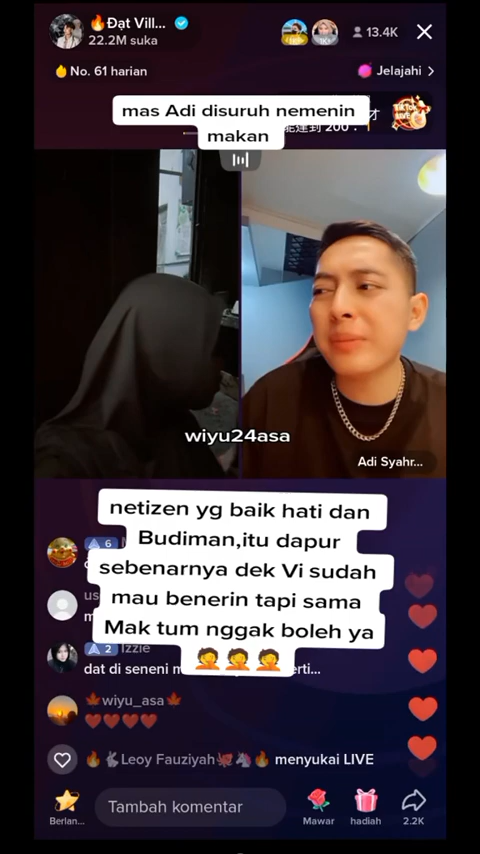 🔥Đạt Vill...
22.2M suka
13.4K
No. 61 harian
Jelajahi >
mas Adi disuruh nemenin
makan
200
wiyu24asa
Adi Syahr...
netizen yg baik hati dan
Budiman,itu dapur
sebenarnya dek Vi sudah
mau benerin tapi sama
Mak tum nggak boleh ya
🤦🤦🤦
6
us
m
2 Izzie
dat di seneni m
erti...
🍁wiyu_asa🍁
❤️❤️❤️❤️
🔥🐇Leoy Fauziyah🐙🦄🔥 menyukai LIVE
Tambah komentar
Berlan...
Mawar
hadiah
2.2K